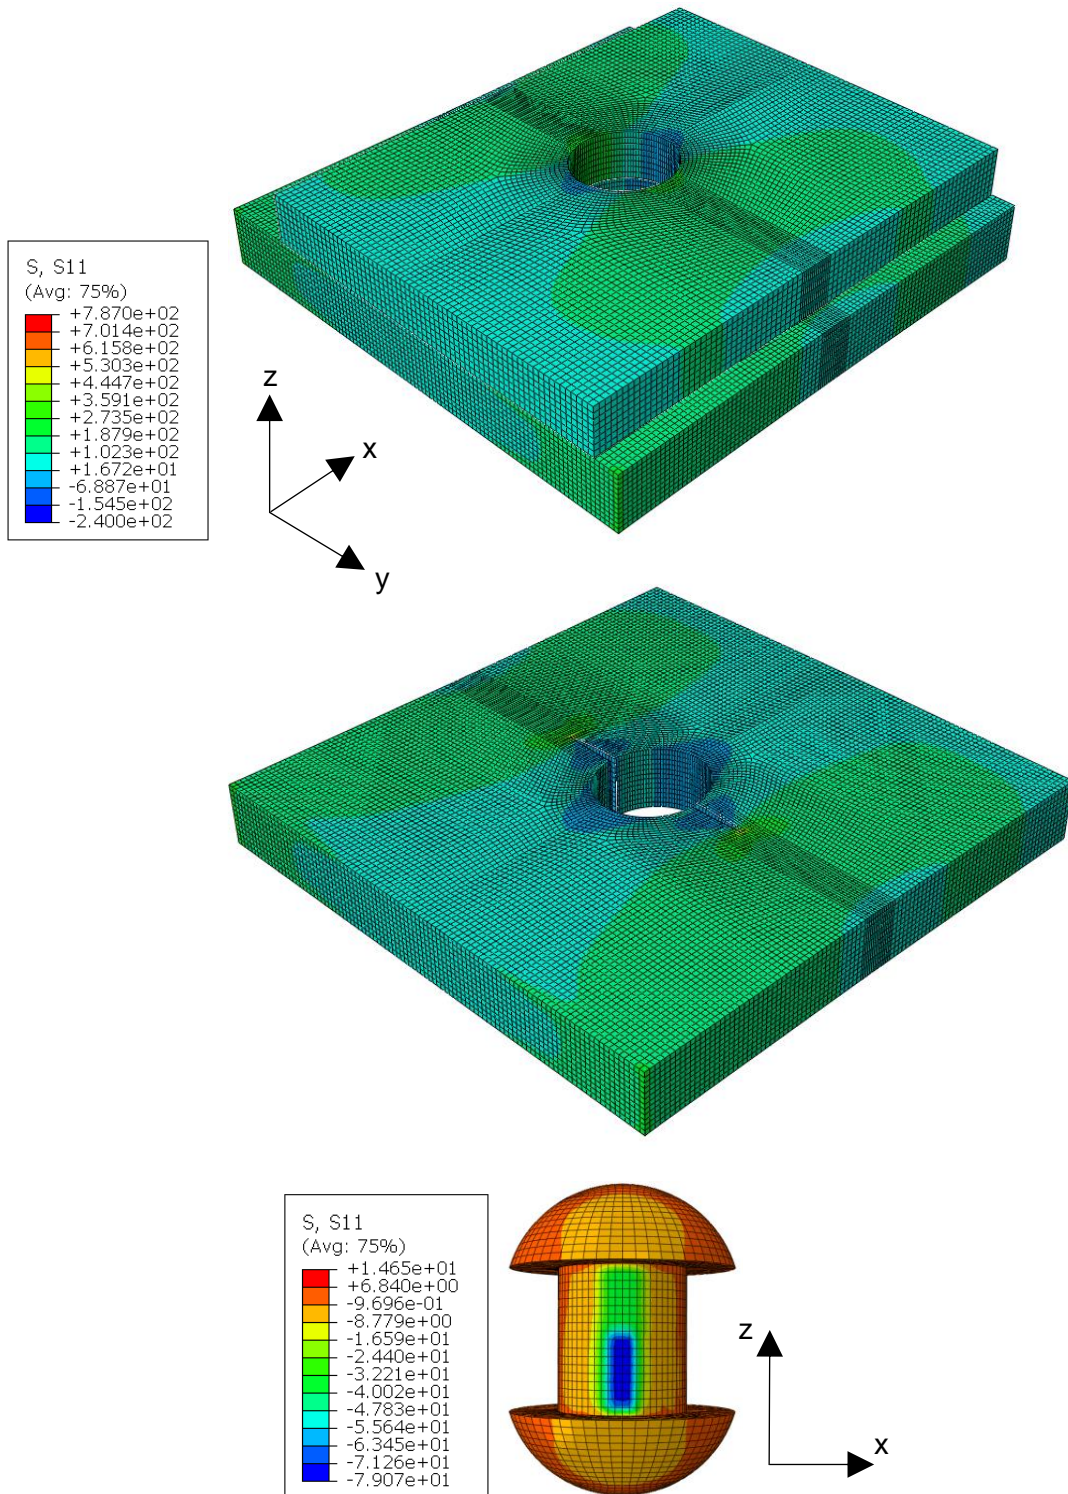 S, S11
(Avg: 75%)
+7.870e+02
+7.014e+02
+6.158e+02
+5.303e+02
+4.447e+02
+3.591e+02
+2.735e+02
+1.879e+02
+1.023e+02
+1.672e+01
-6.887e+01
-1.545e+02
-2.400e+02
z
x
y
S, S11
(Avg: 75%)
+1.465e+01
+6.840e+00
-9.696e-01
-8.779e+00
-1.659e+01
-2.440e+01
-3.221e+01
-4.002e+01
-4.783e+01
-5.564e+01
-6.345e+01
-7.126e+01
-7.907e+01
z
x